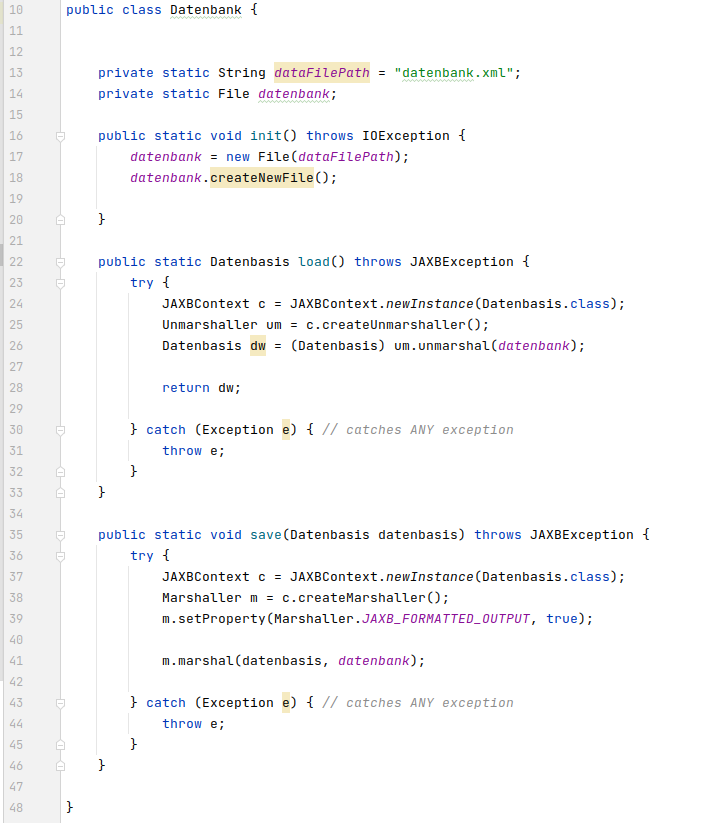 10 public class Datenbank {
11
12
13 private static String dataFilePath = "datenbank.xml";
14 private static File datenbank;
15
16 public static void init() throws IOException {
17 datenbank = new File(dataFilePath);
18 datenbank.createNewFile();
19
20 }
21
22 public static Datenbasis load() throws JAXBException {
23 try {
24 JAXBContext c = JAXBContext.newInstance(Datenbasis.class);
25 Unmarshaller um = c.createUnmarshaller();
26 Datenbasis dw = (Datenbasis) um.unmarshal(datenbank);
27
28 return dw;
29
30 } catch (Exception e) { // catches ANY exception
31 throw e;
32 }
33 }
34
35 public static void save(Datenbasis datenbasis) throws JAXBException {
36 try {
37 JAXBContext c = JAXBContext.newInstance(Datenbasis.class);
38 Marshaller m = c.createMarshaller();
39 m.setProperty(Marshaller.JAXB_FORMATTED_OUTPUT, true);
40
41 m.marshal(datenbasis, datenbank);
42
43 } catch (Exception e) { // catches ANY exception
44 throw e;
45 }
46 }
47
48 }